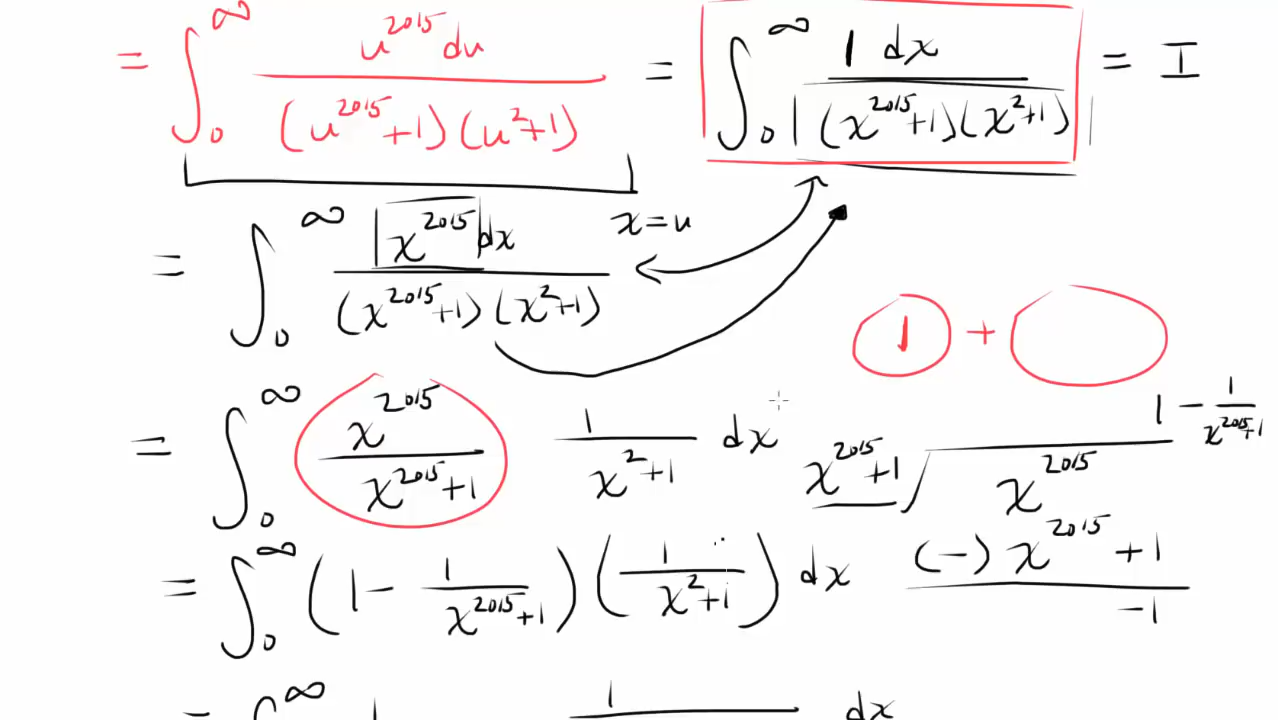 = ∫₀^∞ u^2015 du / (u^2015+1)(u^2+1) = ∫₀^∞ 1 dx / (x^2015+1)(x^2+1) = I
= ∫₀^∞ x^2015 dx / (x^2015+1)(x^2+1) x=u
1 +
= ∫₀^∞ x^2015 / x^2015+1 1 / x^2+1 dx
1 - 1 / x^2015+1
x^2015+1 √ x^2015
(-) x^2015 +1
-1
= ∫₀^∞ (1 - 1 / x^2015+1) (1 / x^2+1) dx
= ∫^∞ 1 dx